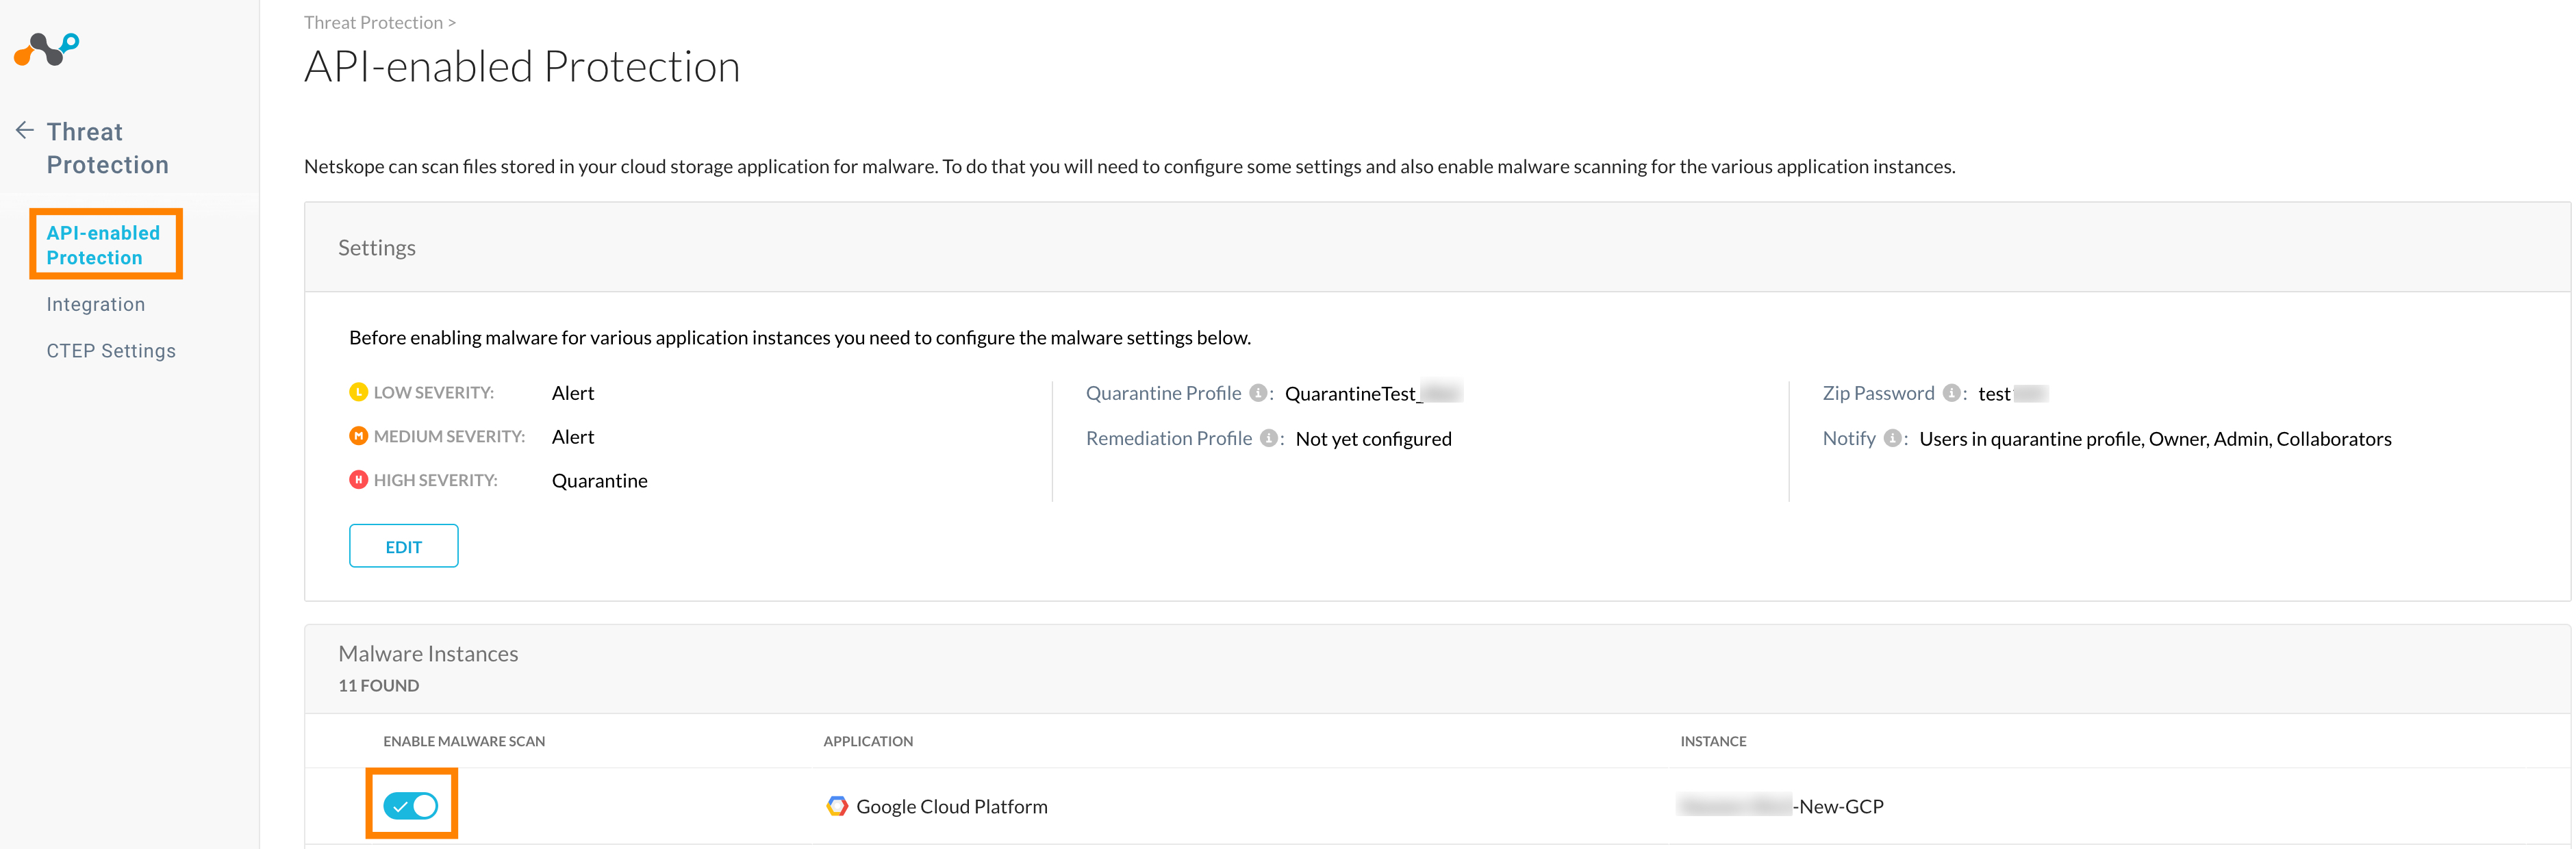 Threat Protection >
API-enabled Protection
Threat
Protection
API-enabled
Protection
Integration
CTEP Settings
Netskope can scan files stored in your cloud storage application for malware. To do that you will need to configure some settings and also enable malware scanning for the various application instances.
Settings
Before enabling malware for various application instances you need to configure the malware settings below.
L LOW SEVERITY: Alert
M MEDIUM SEVERITY: Alert
H HIGH SEVERITY: Quarantine
Quarantine Profile i : QuarantineTest_
Remediation Profile i : Not yet configured
Zip Password i : test
Notify i : Users in quarantine profile, Owner, Admin, Collaborators
EDIT
Malware Instances
11 FOUND
ENABLE MALWARE SCAN APPLICATION INSTANCE
Google Cloud Platform -New-GCP